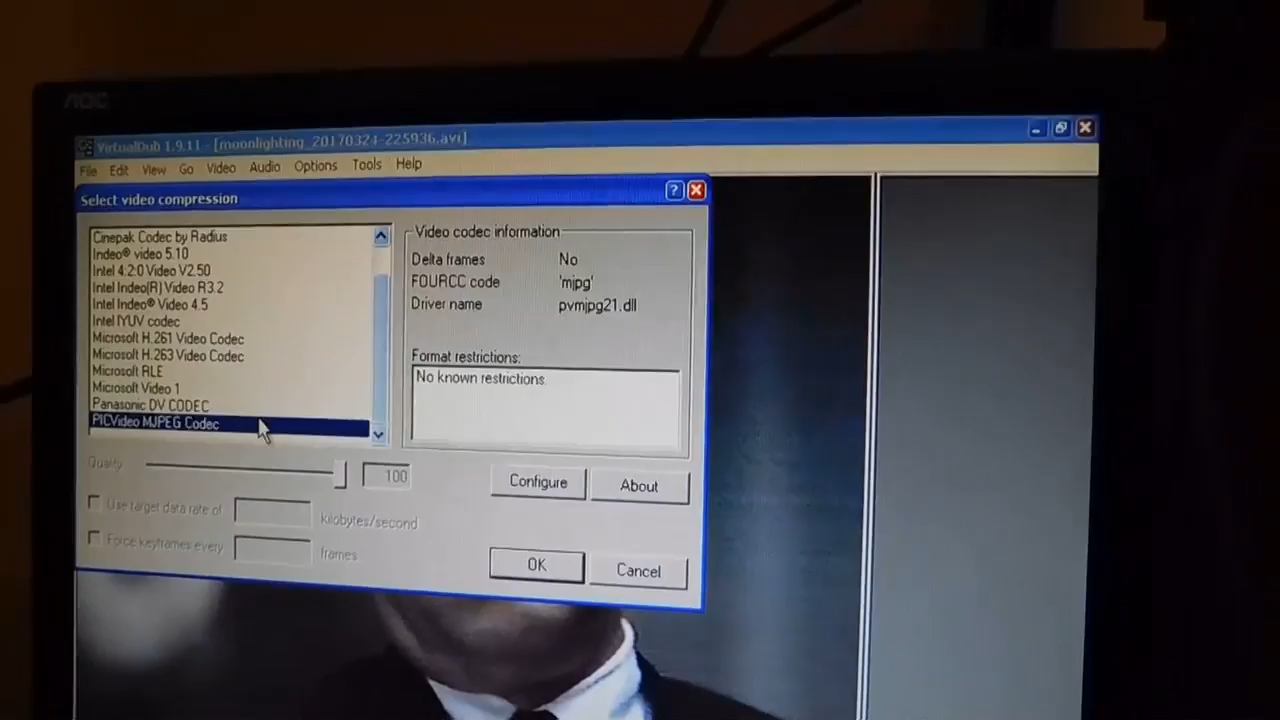 AOC
VirtualDub 1.9.11 - [moonlighting_20170324-225936.avi]
File Edit View Go Video Audio Options Tools Help
Select video compression
Cinepak Codec by Radius
Indeo® video 5.10
Intel 4:2:0 Video V2.50
Intel Indeo(R) Video R3.2
Intel Indeo® Video 4.5
Intel IYUV codec
Microsoft H.261 Video Codec
Microsoft H.263 Video Codec
Microsoft RLE
Microsoft Video 1
Panasonic DV CODEC
PICVideo MJPEG Codec
Video codec information
Delta frames No
FOURCC code 'mjpg'
Driver name pvmjpg21.dll
Format restrictions:
No known restrictions.
Quality 100
Use target data rate of kilobytes/second
Force keyframes every frames
Configure About
OK Cancel